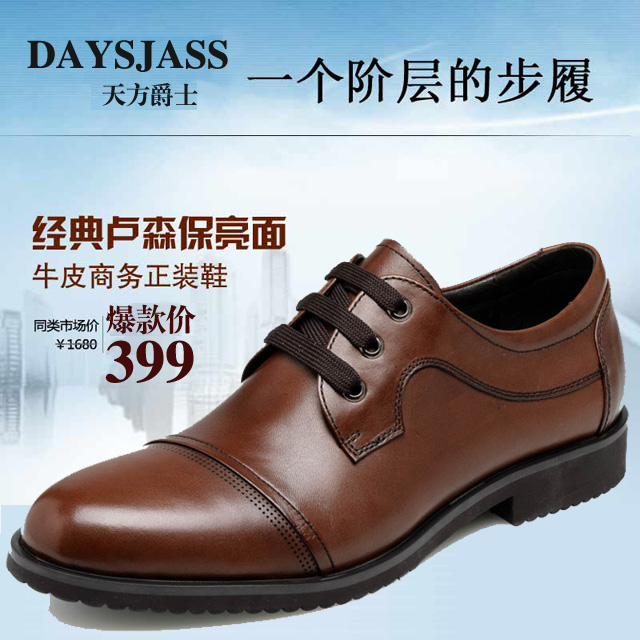 DAYSJASS
天方爵士
一个阶层的步履
经典卢森保亮面
牛皮商务正装鞋
同类市场价
¥1680
爆款价
399